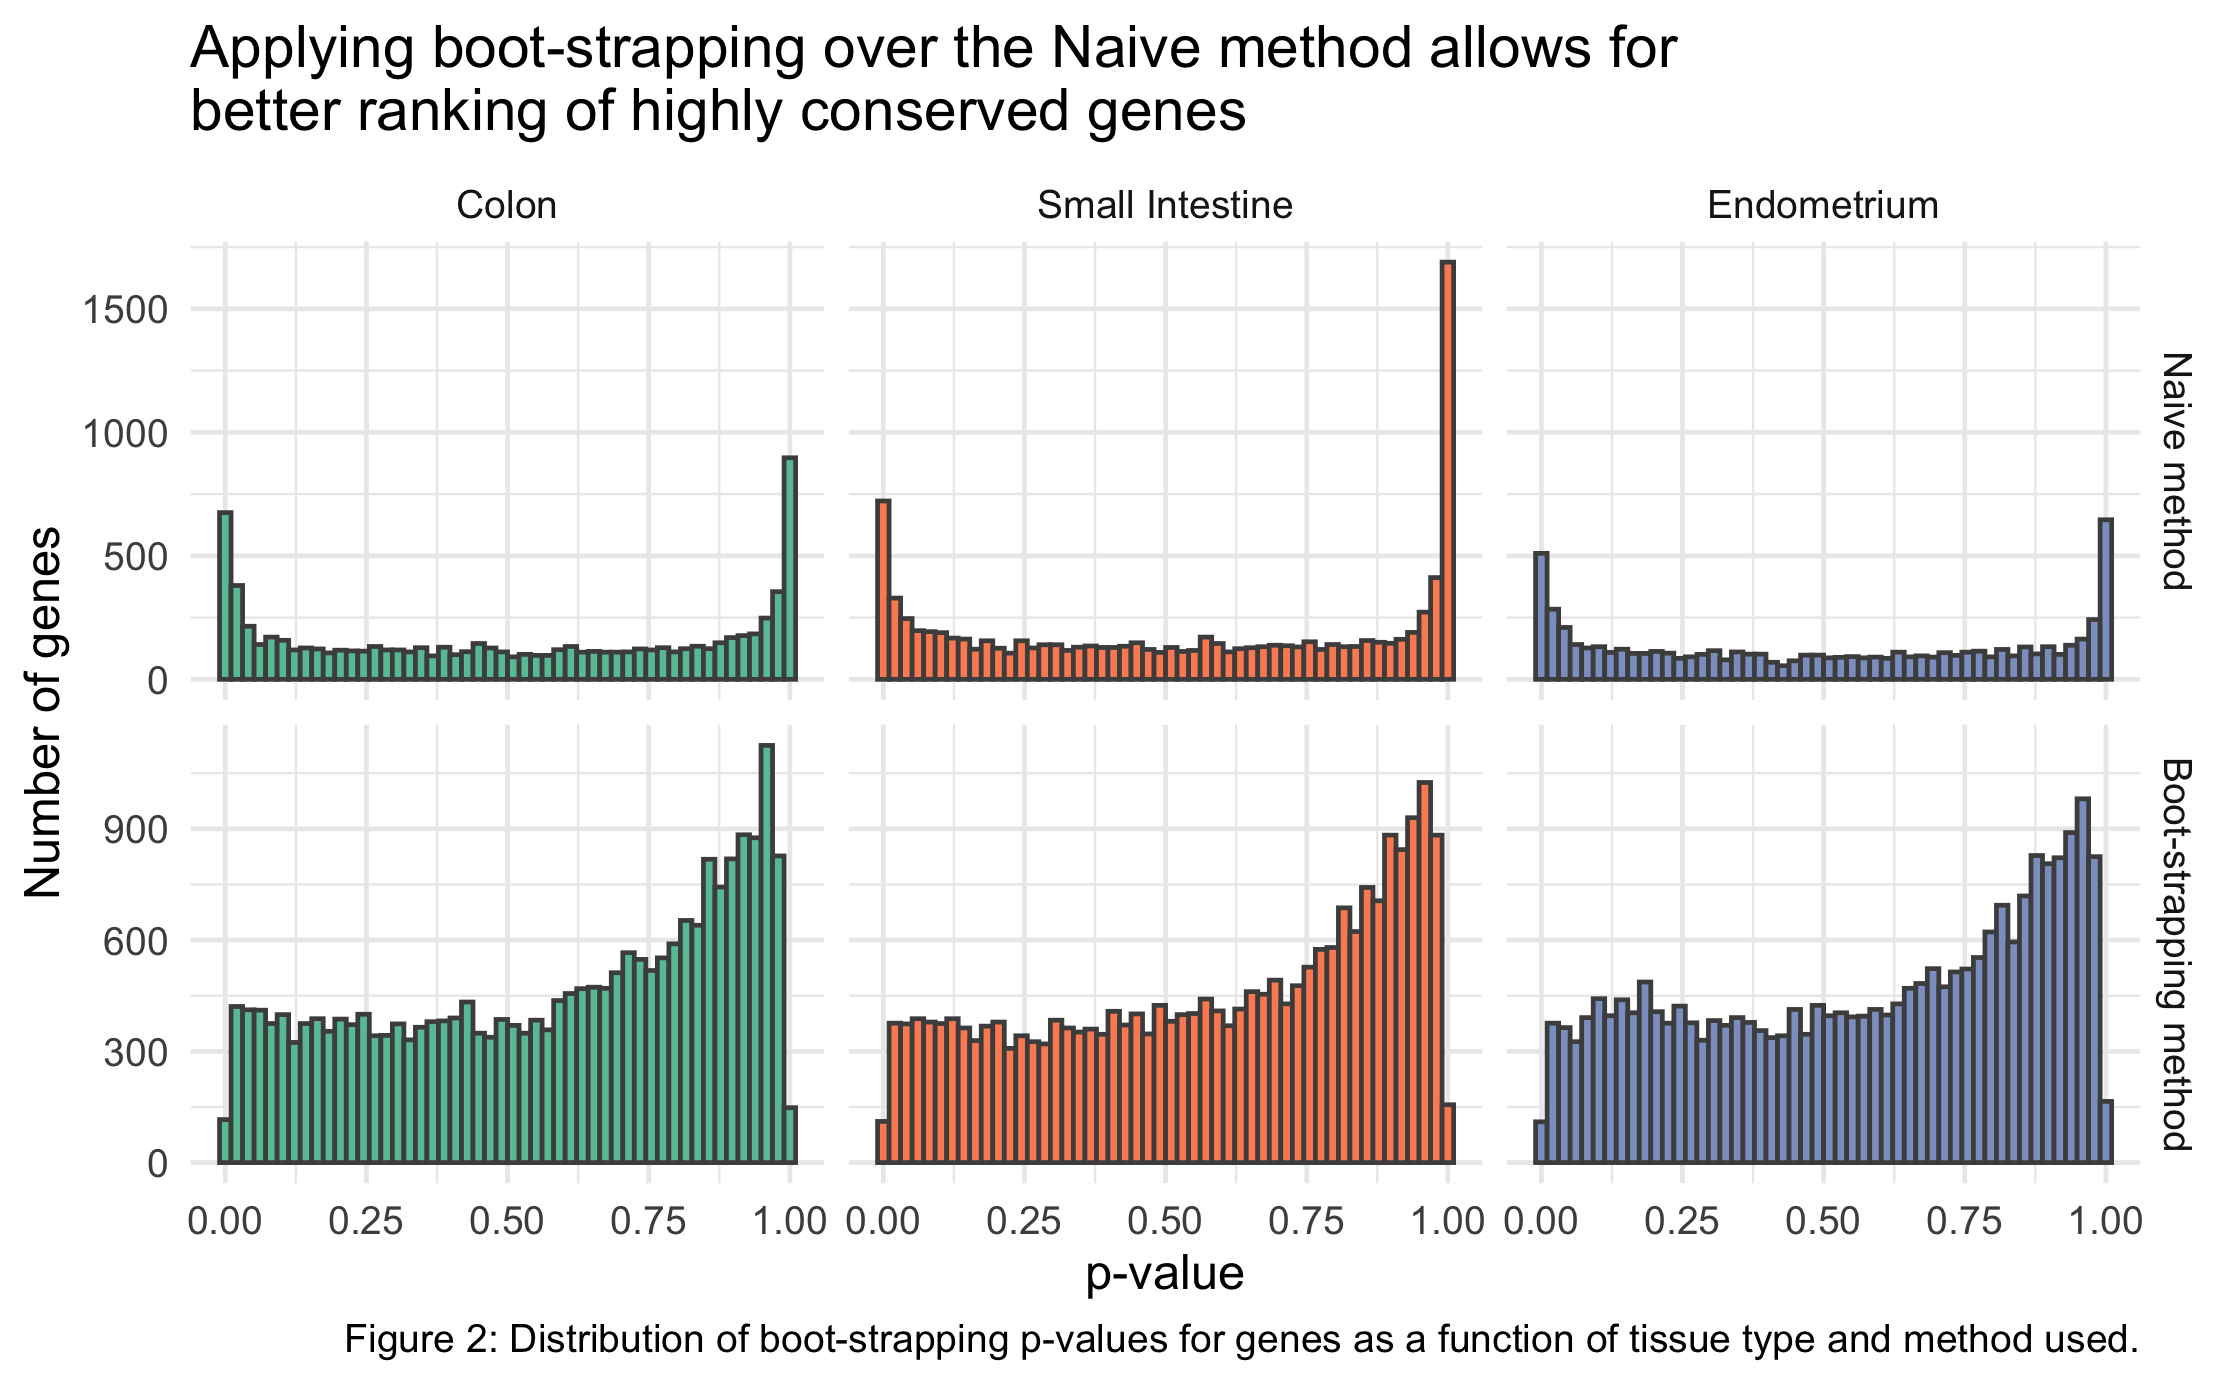 Applying boot-strapping over the Naive method allows for
better ranking of highly conserved genes
Colon
Small Intestine
Endometrium
Number of genes
1500
1000
500
0
Naive method
900
600
300
0
Boot-strapping method
0.00 0.25 0.50 0.75 1.00 0.00 0.25 0.50 0.75 1.00 0.00 0.25 0.50 0.75 1.00
p-value
Figure 2: Distribution of boot-strapping p-values for genes as a function of tissue type and method used.